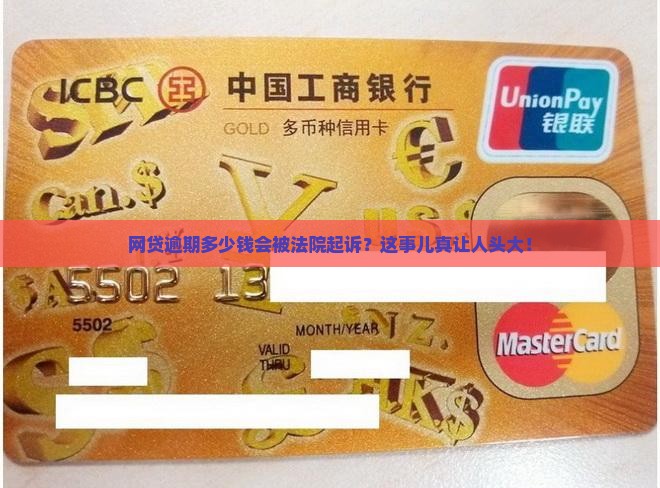 ICBC 中国工商银行
GOLD 多币种信用卡
UnionPay
银联
Can.$
网贷逾期多少钱会被法院起诉？这事儿真让人头大！
5502 13
5502
MONTH/YEAR
VALID
THRU
MasterCard
HK$